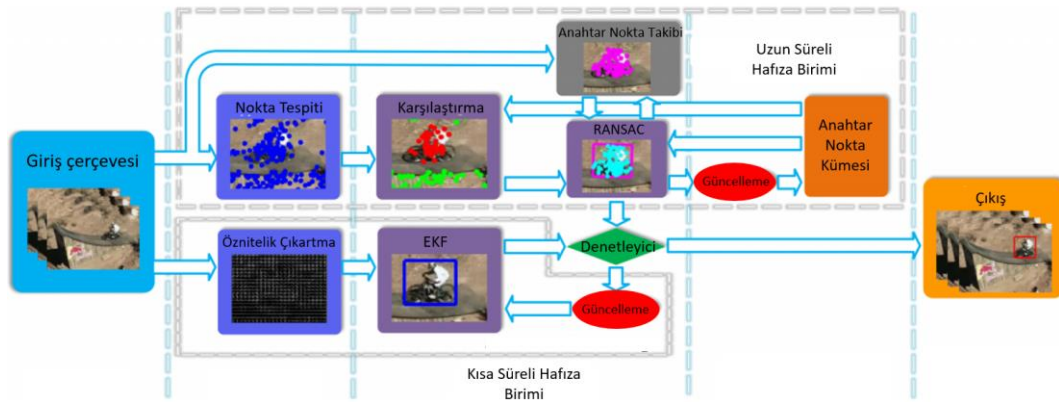 Anahtar Nokta Takibi
Uzun Süreli
Hafıza Birimi
Nokta Tespiti
Karşılaştırma
RANSAC
Anahtar
Nokta
Kümesi
Giriş çerçevesi
Güncelleme
Çıkış
Öznitelik Çıkartma
EKF
Denetleyici
Güncelleme
Kısa Süreli Hafıza
Birimi